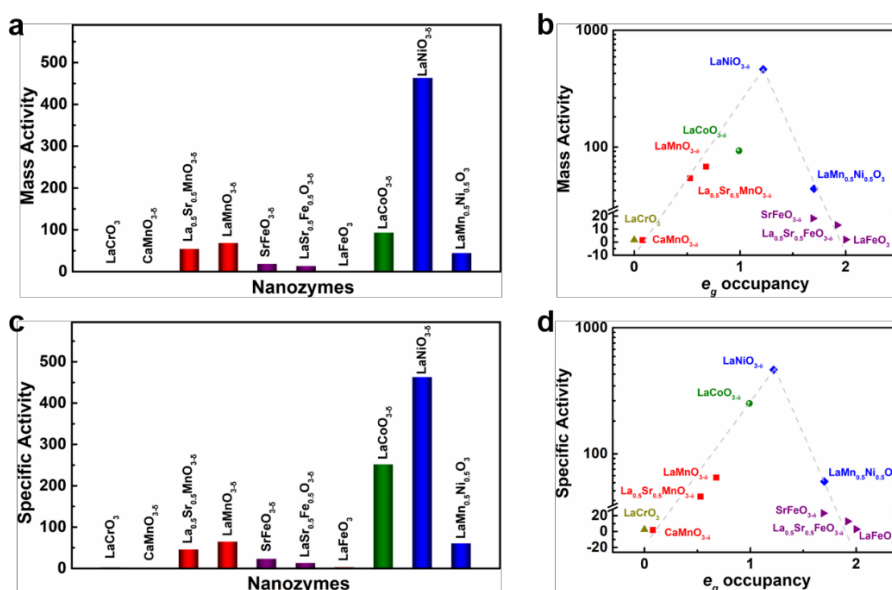 a
Mass Activity
500
400
300
200
100
0
LaCrO₃
CaMnO₃₋δ
La₀.₅Sr₀.₅MnO₃₋δ
LaMnO₃₋δ
SrFeO₃₋δ
LaSr₀.₅Fe₀.₅O₃₋δ
LaFeO₃
LaCoO₃₋δ
LaNiO₃₋δ
LaMn₀.₅Ni₀.₅O₃
Nanozymes
b
Mass Activity
1000
100
20
10
0
-10
LaNiO₃₋δ
LaCoO₃₋δ
LaMnO₃₋δ
La₀.₅Sr₀.₅MnO₃₋δ
LaMn₀.₅Ni₀.₅O₃
SrFeO₃₋δ
LaCrO₃
La₀.₅Sr₀.₅FeO₃₋δ
CaMnO₃₋δ
LaFeO₃
0 1 2
eg occupancy
c
Specific Activity
500
400
300
200
100
0
LaCrO₃
CaMnO₃₋δ
La₀.₅Sr₀.₅MnO₃₋δ
LaMnO₃₋δ
SrFeO₃₋δ
LaSr₀.₅Fe₀.₅O₃₋δ
LaFeO₃
LaCoO₃₋δ
LaNiO₃₋δ
LaMn₀.₅Ni₀.₅O₃
Nanozymes
d
Specific Activity
1000
100
20
0
-20
LaNiO₃₋δ
LaCoO₃₋δ
LaMnO₃₋δ
La₀.₅Sr₀.₅MnO₃₋δ
LaMn₀.₅Ni₀.₅O
SrFeO₃₋δ
LaCrO₃
La₀.₅Sr₀.₅FeO₃₋δ
CaMnO₃₋δ
LaFeO
0 1 2
eg occupancy